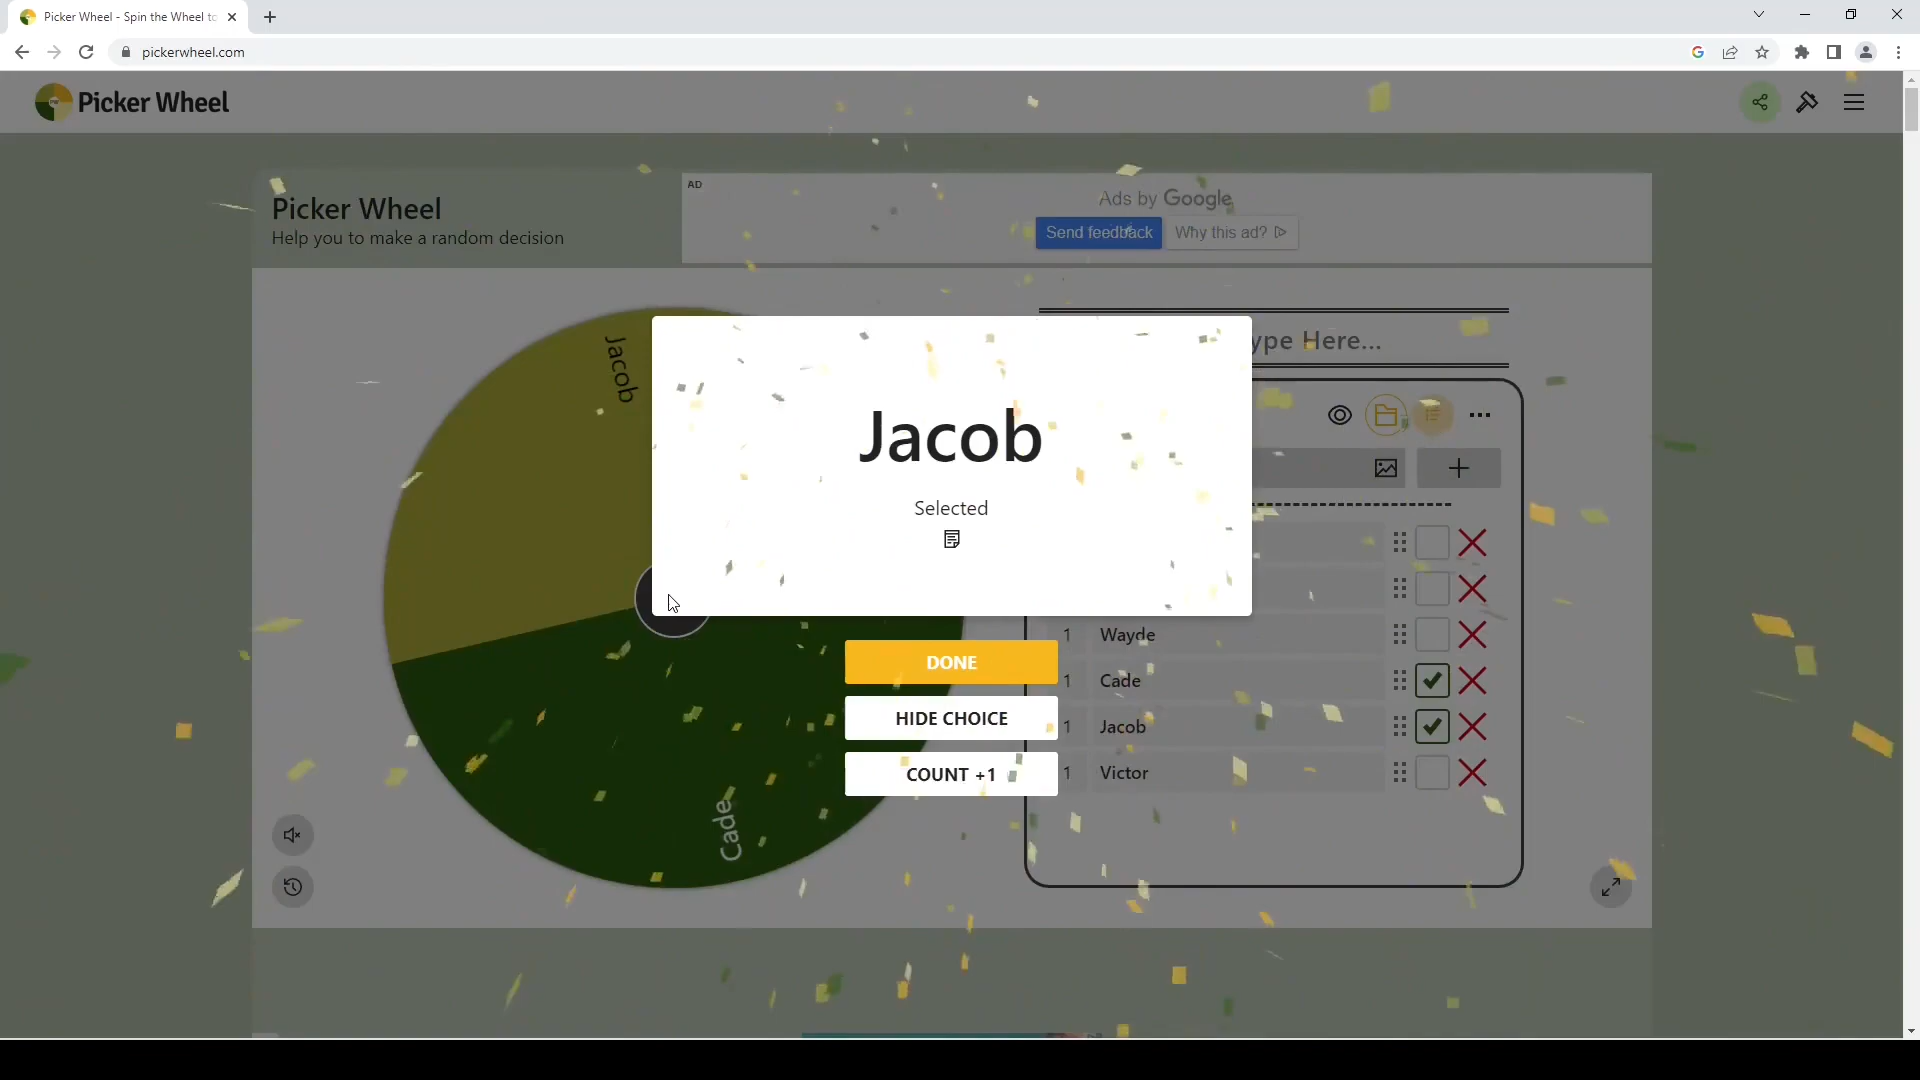 Picker Wheel - Spin the Wheel to
pickerwheel.com
Picker Wheel
Picker Wheel
Help you to make a random decision
AD
Ads by Google
Send feedback
Why this ad?
Jacob
ype Here...
Jacob
Selected
1 Wayde
DONE
1 Cade
HIDE CHOICE
1 Jacob
COUNT +1
1 Victor
Cade